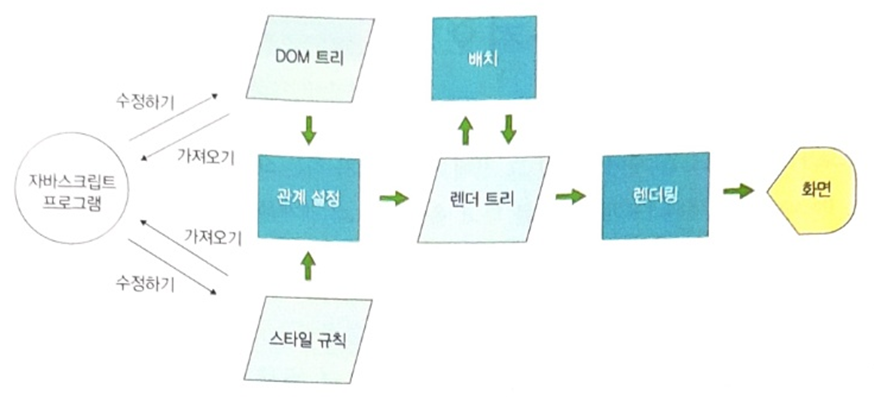 DOM 트리
배치
수정하기
가져오기
자바스크립트
프로그램
관계 설정
렌더 트리
렌더링
화면
가져오기
수정하기
스타일 규칙